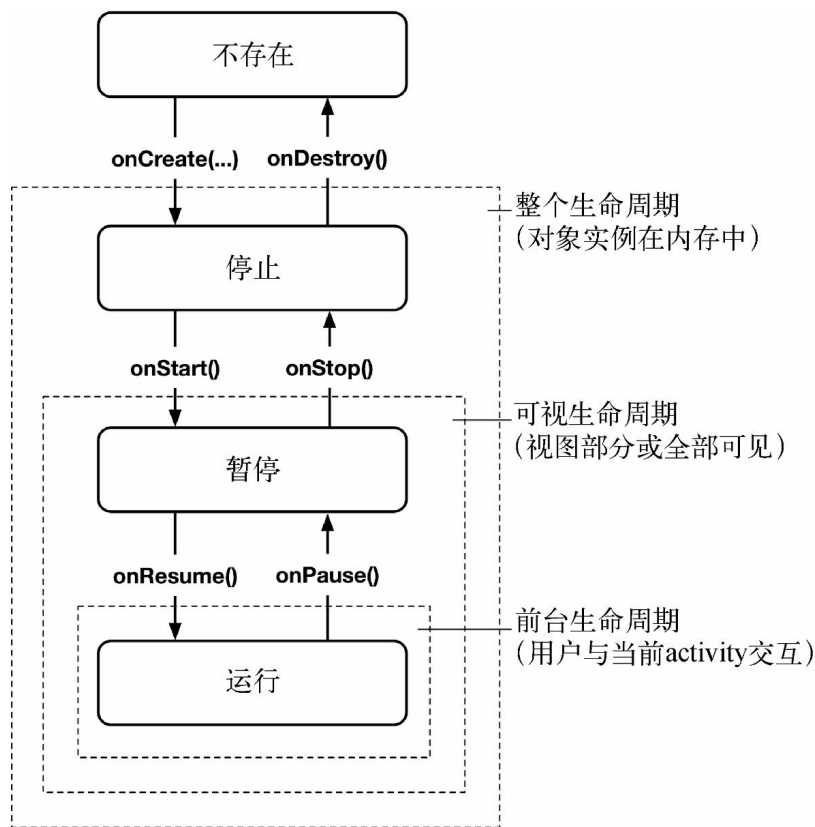 不存在
onCreate(...) onDestroy()
整个生命周期
（对象实例在内存中）
停止
onStart() onStop()
可视生命周期
（视图部分或全部可见）
暂停
onResume() onPause()
前台生命周期
（用户与当前activity交互）
运行